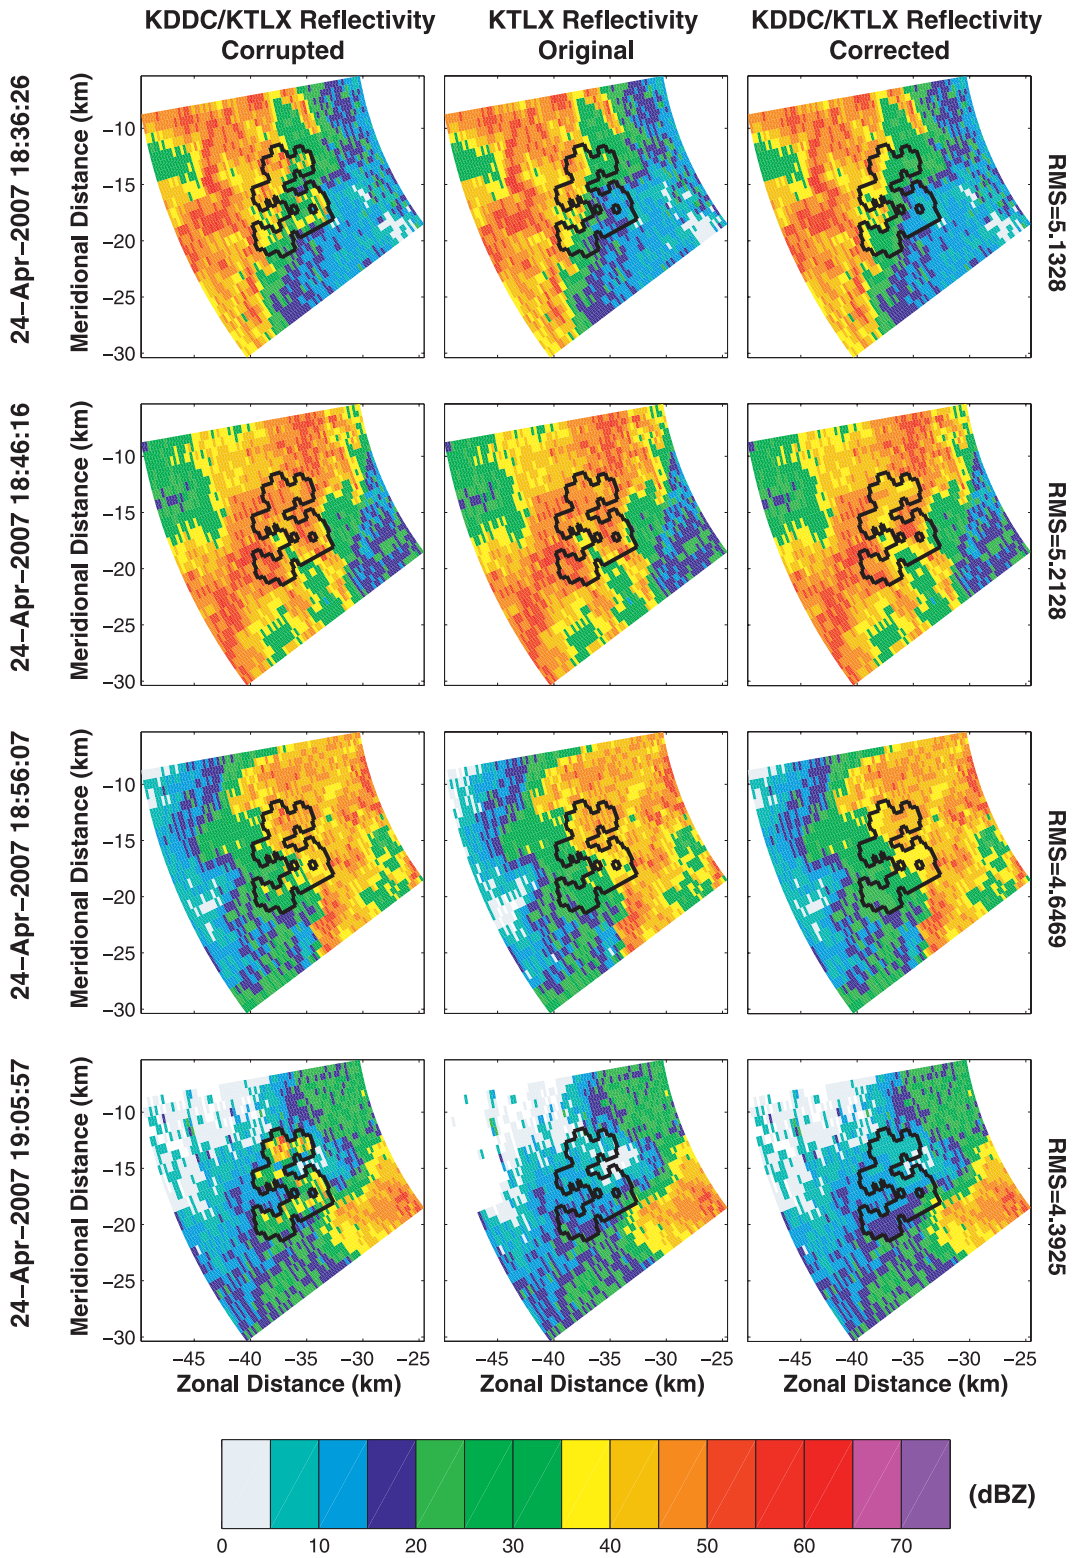 KDDC/KTLX Reflectivity
Corrupted
KTLX Reflectivity
Original
KDDC/KTLX Reflectivity
Corrected
24−Apr−2007 18:36:26
Meridional Distance (km)
−10
−15
−20
−25
−30
RMS=5.1328
24−Apr−2007 18:46:16
Meridional Distance (km)
−10
−15
−20
−25
−30
RMS=5.2128
24−Apr−2007 18:56:07
Meridional Distance (km)
−10
−15
−20
−25
−30
RMS=4.6469
24−Apr−2007 19:05:57
Meridional Distance (km)
−10
−15
−20
−25
−30
RMS=4.3925
−45 −40 −35 −30 −25
Zonal Distance (km)
−45 −40 −35 −30 −25
Zonal Distance (km)
−45 −40 −35 −30 −25
Zonal Distance (km)
(dBZ)
0 10 20 30 40 50 60 70